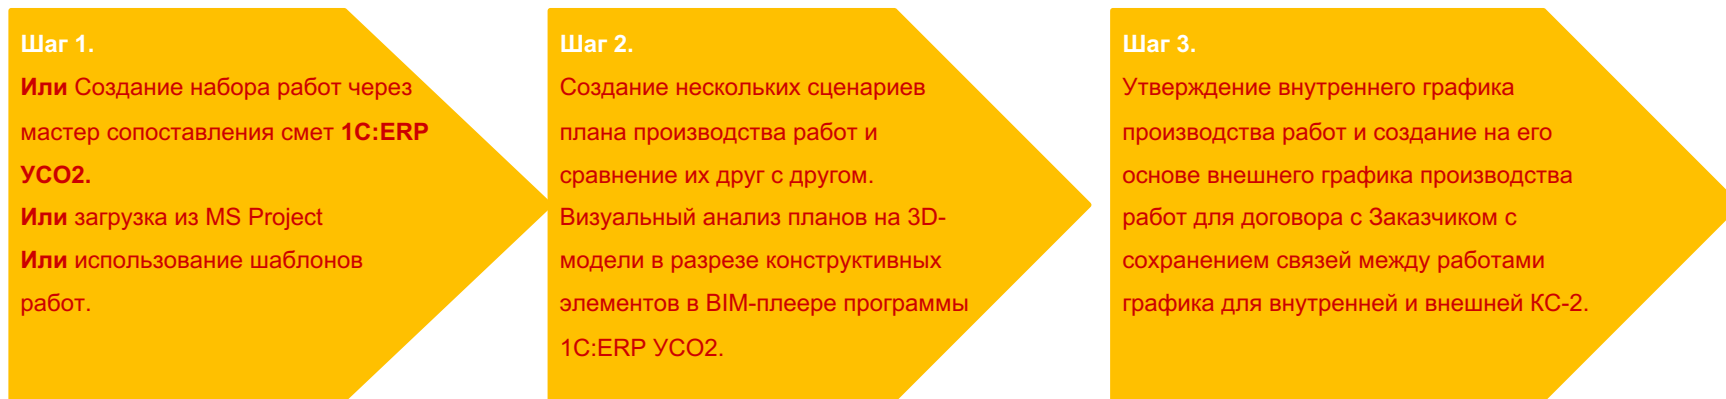 Шаг 1.
Или Создание набора работ через
мастер сопоставления смет 1С:ERP
УСО2.
Или загрузка из MS Project
Или использование шаблонов
работ.
Шаг 2.
Создание нескольких сценариев
плана производства работ и
сравнение их друг с другом.
Визуальный анализ планов на 3D-
модели в разрезе конструктивных
элементов в BIM-плеере программы
1С:ERP УСО2.
Шаг 3.
Утверждение внутреннего графика
производства работ и создание на его
основе внешнего графика производства
работ для договора с Заказчиком с
сохранением связей между работами
графика для внутренней и внешней КС-2.